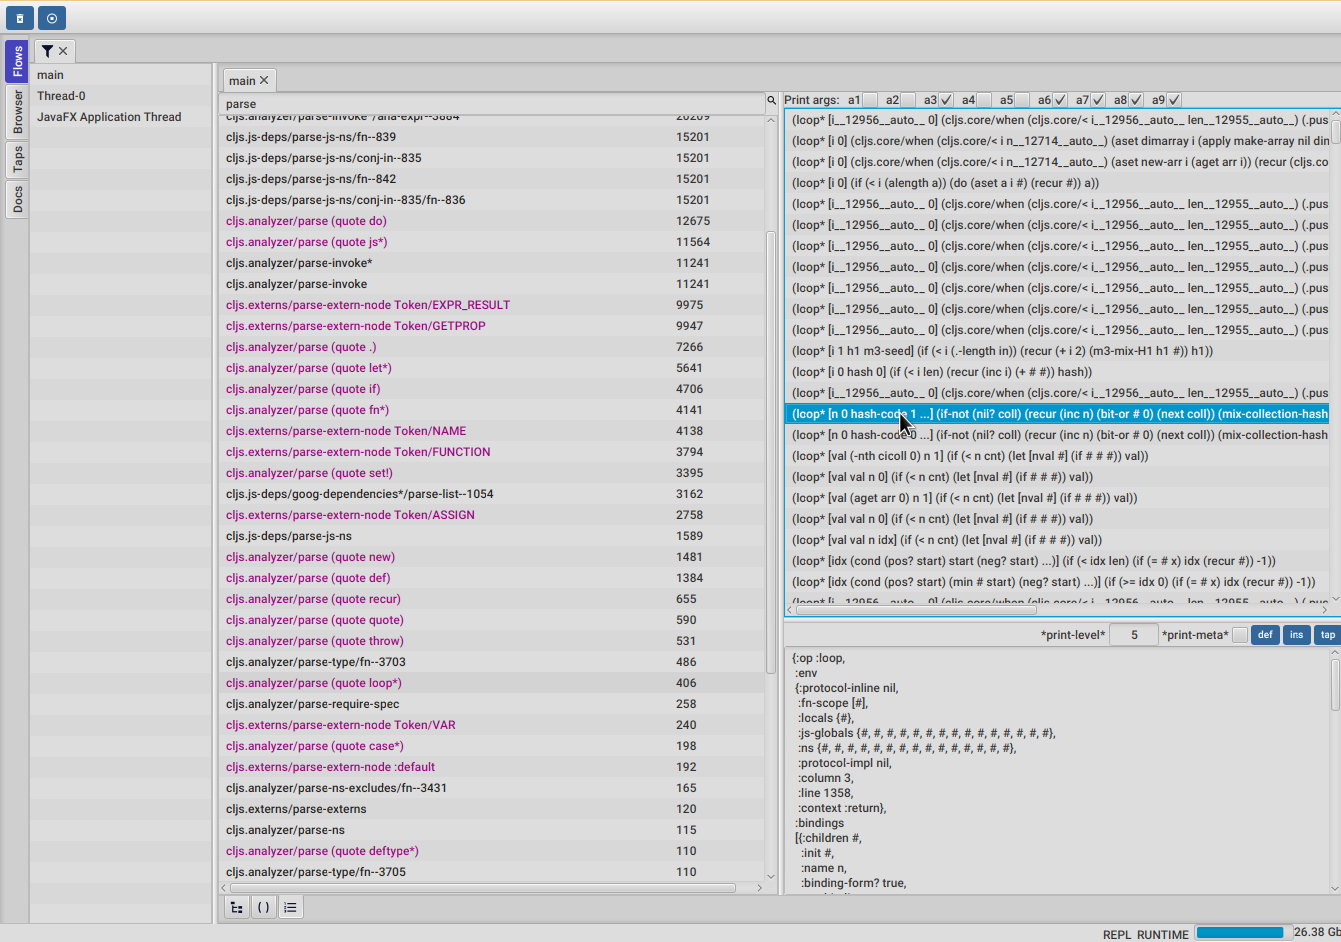 Flows
Browser
Taps
Docs
main
Thread-0
JavaFX Application Thread
main
parse
cljs.analyzer/parse-invoke*/ana-expr--3884 20209
cljs.js-deps/parse-js-ns/fn--839 15201
cljs.js-deps/parse-js-ns/conj-in--835 15201
cljs.js-deps/parse-js-ns/fn--842 15201
cljs.js-deps/parse-js-ns/conj-in--835/fn--836 15201
cljs.analyzer/parse (quote do) 12675
cljs.analyzer/parse (quote js*) 11564
cljs.analyzer/parse-invoke* 11241
cljs.analyzer/parse-invoke 11241
cljs.externs/parse-extern-node Token/EXPR_RESULT 9975
cljs.externs/parse-extern-node Token/GETPROP 9947
cljs.analyzer/parse (quote .) 7266
cljs.analyzer/parse (quote let*) 5641
cljs.analyzer/parse (quote if) 4706
cljs.analyzer/parse (quote fn*) 4141
cljs.externs/parse-extern-node Token/NAME 4138
cljs.externs/parse-extern-node Token/FUNCTION 3794
cljs.analyzer/parse (quote set!) 3395
cljs.js-deps/goog-dependencies*/parse-list--1054 3162
cljs.externs/parse-extern-node Token/ASSIGN 2758
cljs.js-deps/parse-js-ns 1589
cljs.analyzer/parse (quote new) 1481
cljs.analyzer/parse (quote def) 1384
cljs.analyzer/parse (quote recur) 655
cljs.analyzer/parse (quote quote) 590
cljs.analyzer/parse (quote throw) 531
cljs.analyzer/parse-type/fn--3703 486
cljs.analyzer/parse (quote loop*) 406
cljs.analyzer/parse-require-spec 258
cljs.externs/parse-extern-node Token/VAR 240
cljs.analyzer/parse (quote case*) 198
cljs.externs/parse-extern-node :default 192
cljs.analyzer/parse-ns-excludes/fn--3431 165
cljs.externs/parse-externs 120
cljs.analyzer/parse-ns 115
cljs.analyzer/parse (quote deftype*) 110
cljs.analyzer/parse-type/fn--3705 110
( )
Print args: a1 a2 a3 a4 a5 a6 a7 a8 a9
(loop* [i__12956__auto__ 0] (cljs.core/when (cljs.core/< i__12956__auto__ len__12955__auto__) (.pus
(loop* [i 0] (cljs.core/when (cljs.core/< i n__12714__auto__) (aset dimarray i (apply make-array nil din
(loop* [i 0] (cljs.core/when (cljs.core/< i n__12714__auto__) (aset new-arr i (aget arr i)) (recur (cljs.co
(loop* [i 0] (if (< i (alength a)) (do (aset a i #) (recur #)) a))
(loop* [i__12956__auto__ 0] (cljs.core/when (cljs.core/< i__12956__auto__ len__12955__auto__) (.pus
(loop* [i__12956__auto__ 0] (cljs.core/when (cljs.core/< i__12956__auto__ len__12955__auto__) (.pus
(loop* [i__12956__auto__ 0] (cljs.core/when (cljs.core/< i__12956__auto__ len__12955__auto__) (.pus
(loop* [i__12956__auto__ 0] (cljs.core/when (cljs.core/< i__12956__auto__ len__12955__auto__) (.pus
(loop* [i__12956__auto__ 0] (cljs.core/when (cljs.core/< i__12956__auto__ len__12955__auto__) (.pus
(loop* [i__12956__auto__ 0] (cljs.core/when (cljs.core/< i__12956__auto__ len__12955__auto__) (.pus
(loop* [i__12956__auto__ 0] (cljs.core/when (cljs.core/< i__12956__auto__ len__12955__auto__) (.pus
(loop* [i 1 h1 m3-seed] (if (< i (.-length in)) (recur (+ i 2) (m3-mix-H1 h1 #)) h1))
(loop* [i 0 hash 0] (if (< i len) (recur (inc i) (+ # #)) hash))
(loop* [i__12956__auto__ 0] (cljs.core/when (cljs.core/< i__12956__auto__ len__12955__auto__) (.pus
(loop* [n 0 hash-code 1 ...] (if-not (nil? coll) (recur (inc n) (bit-or # 0) (next coll)) (mix-collection-hash
(loop* [n 0 hash-code 0 ...] (if-not (nil? coll) (recur (inc n) (bit-or # 0) (next coll)) (mix-collection-hash
(loop* [val (-nth cicoll 0) n 1] (if (< n cnt) (let [nval #] (if # # #)) val))
(loop* [val val n 0] (if (< n cnt) (let [nval #] (if # # #)) val))
(loop* [val (aget arr 0) n 1] (if (< n cnt) (let [nval #] (if # # #)) val))
(loop* [val val n 0] (if (< n cnt) (let [nval #] (if # # #)) val))
(loop* [val val n idx] (if (< n cnt) (let [nval #] (if # # #)) val))
(loop* [idx (cond (pos? start) start (neg? start) ...)] (if (< idx len) (if (= # x) idx (recur #)) -1))
(loop* [idx (cond (pos? start) (min # start) (neg? start) ...)] (if (>= idx 0) (if (= # x) idx (recur #)) -1))
(loop* [i__12956__auto__ 0] (cljs.core/when (cljs.core/< i__12956__auto__ len__12955__auto__) (.pus
*print-level* 5 *print-meta* def ins tap
{:op :loop,
:env
{:protocol-inline nil,
:fn-scope [#],
:locals {#},
:js-globals {#, #, #, #, #, #, #, #, #, #, #, #, #, #, #},
:ns {#, #, #, #, #, #, #, #, #, #, #, #, #, #, #},
:protocol-impl nil,
:column 3,
:line 1358,
:context :return},
:bindings
[{:children #,
:init #,
:name n,
:binding-form? true,
REPL RUNTIME 26.38 Gb